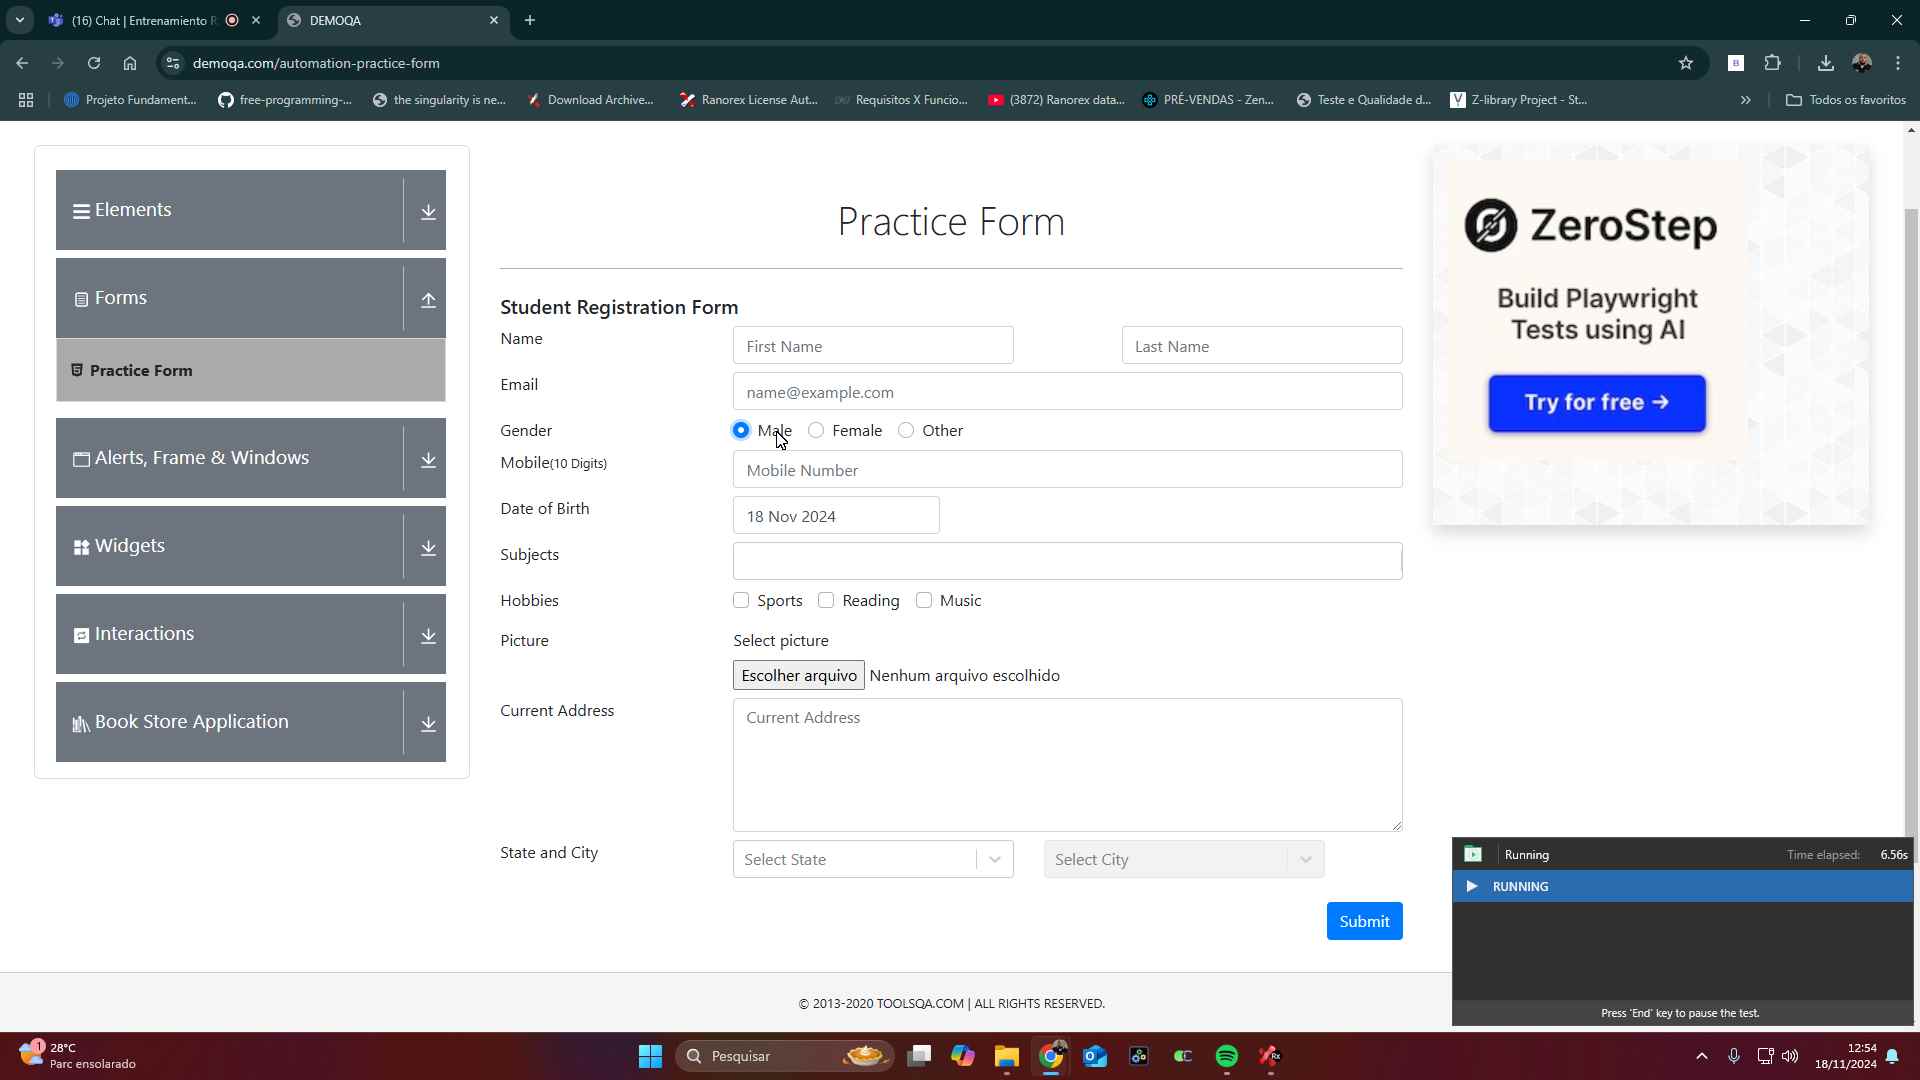 (16) Chat | Entrenamiento R
DEMOQA
demoqa.com/automation-practice-form
Projeto Fundament...
free-programming-...
the singularity is ne...
Download Archive...
Ranorex License Aut...
Requisitos X Funcio...
(3872) Ranorex data...
PRÉ-VENDAS - Zen...
Teste e Qualidade d...
Z-library Project - St...
»
Todos os favoritos
Elements
Forms
Practice Form
Alerts, Frame & Windows
Widgets
Interactions
Book Store Application
Practice Form
Student Registration Form
Name
First Name
Last Name
Email
name@example.com
Gender
Male
Female
Other
Mobile(10 Digits)
Mobile Number
Date of Birth
18 Nov 2024
Subjects
Hobbies
Sports
Reading
Music
Picture
Select picture
Escolher arquivo
Nenhum arquivo escolhido
Current Address
Current Address
State and City
Select State
Select City
Submit
© 2013-2020 TOOLSQA.COM | ALL RIGHTS RESERVED.
ZeroStep
Build Playwright
Tests using AI
Try for free →
Running
Time elapsed: 6.56s
RUNNING
Press 'End' key to pause the test.
1
28°C
Parc ensolarado
Pesquisar
12:54
18/11/2024